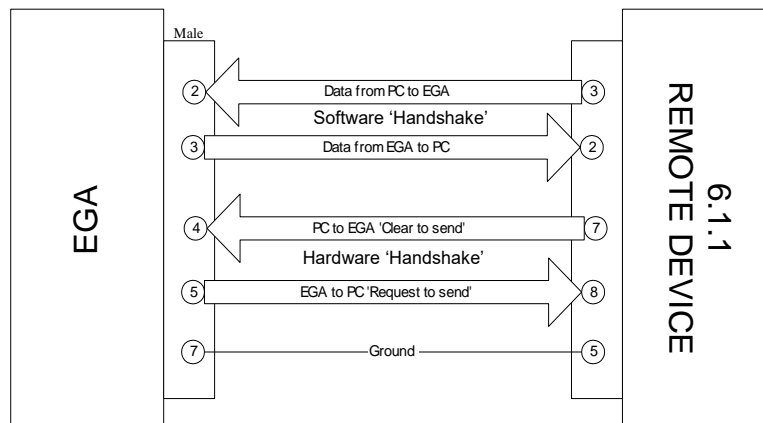 Male
EGA
2
Data from PC to EGA
3
Software ‘Handshake’
3
Data from EGA to PC
2
4
PC to EGA 'Clear to send'
7
Hardware ‘Handshake’
5
EGA to PC 'Request to send'
8
7
Ground
5
6.1.1
REMOTE DEVICE